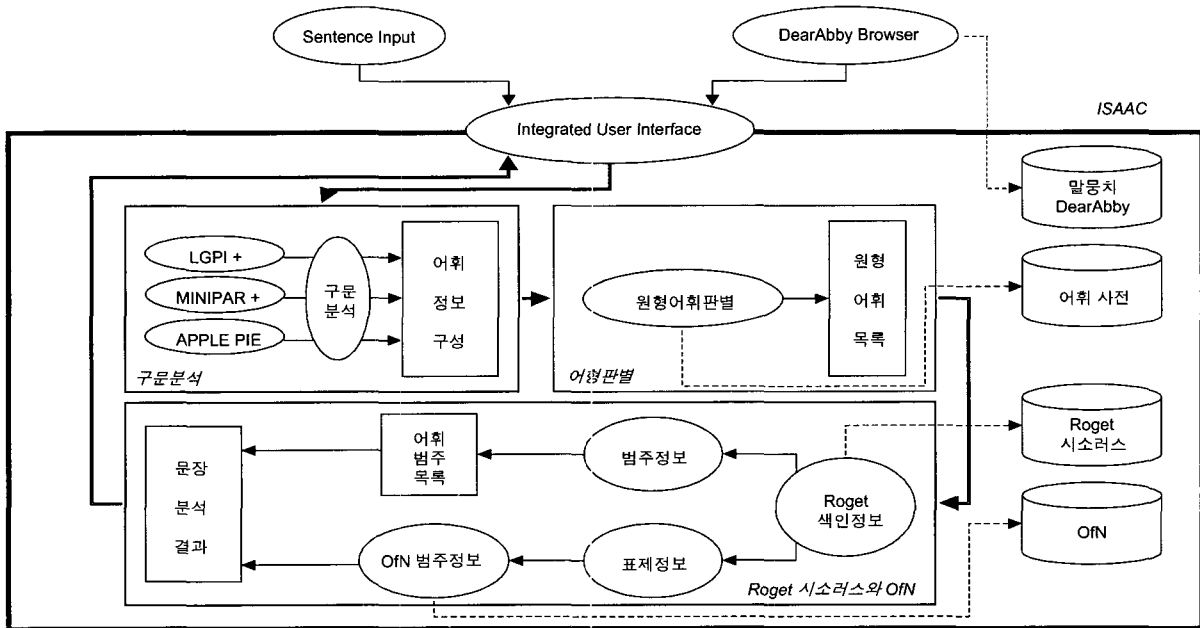 Sentence Input
DearAbby Browser
ISAAC
Integrated User Interface
말뭉치
DearAbby
LGPI +
MINIPAR +
APPLE PIE
구문
분석
어휘
정보
구성
구문분석
원형어휘판별
원형
어휘
목록
어형판별
어휘 사전
문장
분석
결과
어휘
범주
목록
범주정보
Roget
색인정보
OfN 범주정보
표제정보
Roget 시소러스와 OfN
Roget
시소러스
OfN